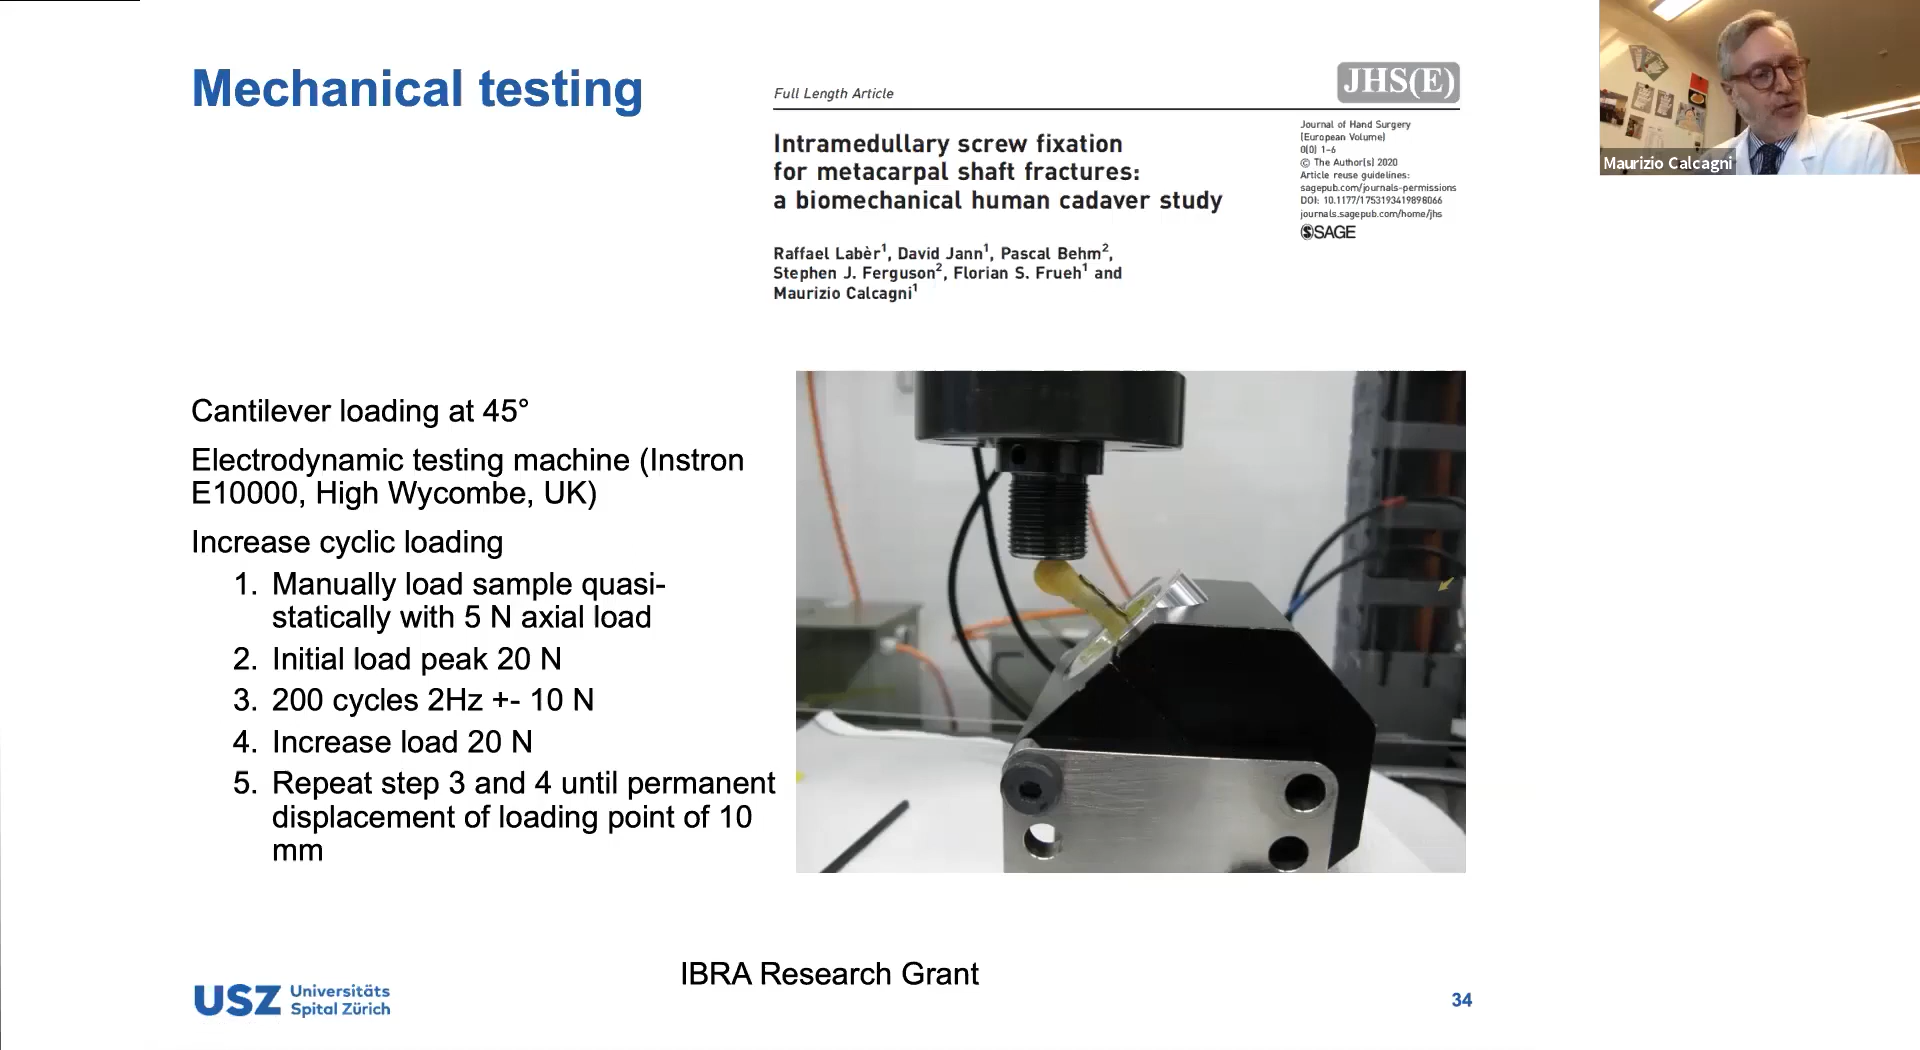 Mechanical testing
Full Length Article
JHS(E)
Intramedullary screw fixation
for metacarpal shaft fractures:
a biomechanical human cadaver study
Raffael Labèr1, David Jann1, Pascal Behm2,
Stephen J. Ferguson2, Florian S. Frueh1 and
Maurizio Calcagni1
Journal of Hand Surgery
(European Volume)
0(0) 1–6
© The Author(s) 2020
Article reuse guidelines:
sagepub.com/journals-permissions
DOI: 10.1177/1753193419898066
journals.sagepub.com/home/jhs
SAGE
Maurizio Calcagni
Cantilever loading at 45°
Electrodynamic testing machine (Instron
E10000, High Wycombe, UK)
Increase cyclic loading
1. Manually load sample quasi-
statically with 5 N axial load
2. Initial load peak 20 N
3. 200 cycles 2Hz +- 10 N
4. Increase load 20 N
5. Repeat step 3 and 4 until permanent
displacement of loading point of 10
mm
IBRA Research Grant
USZ Universitäts
Spital Zürich
34